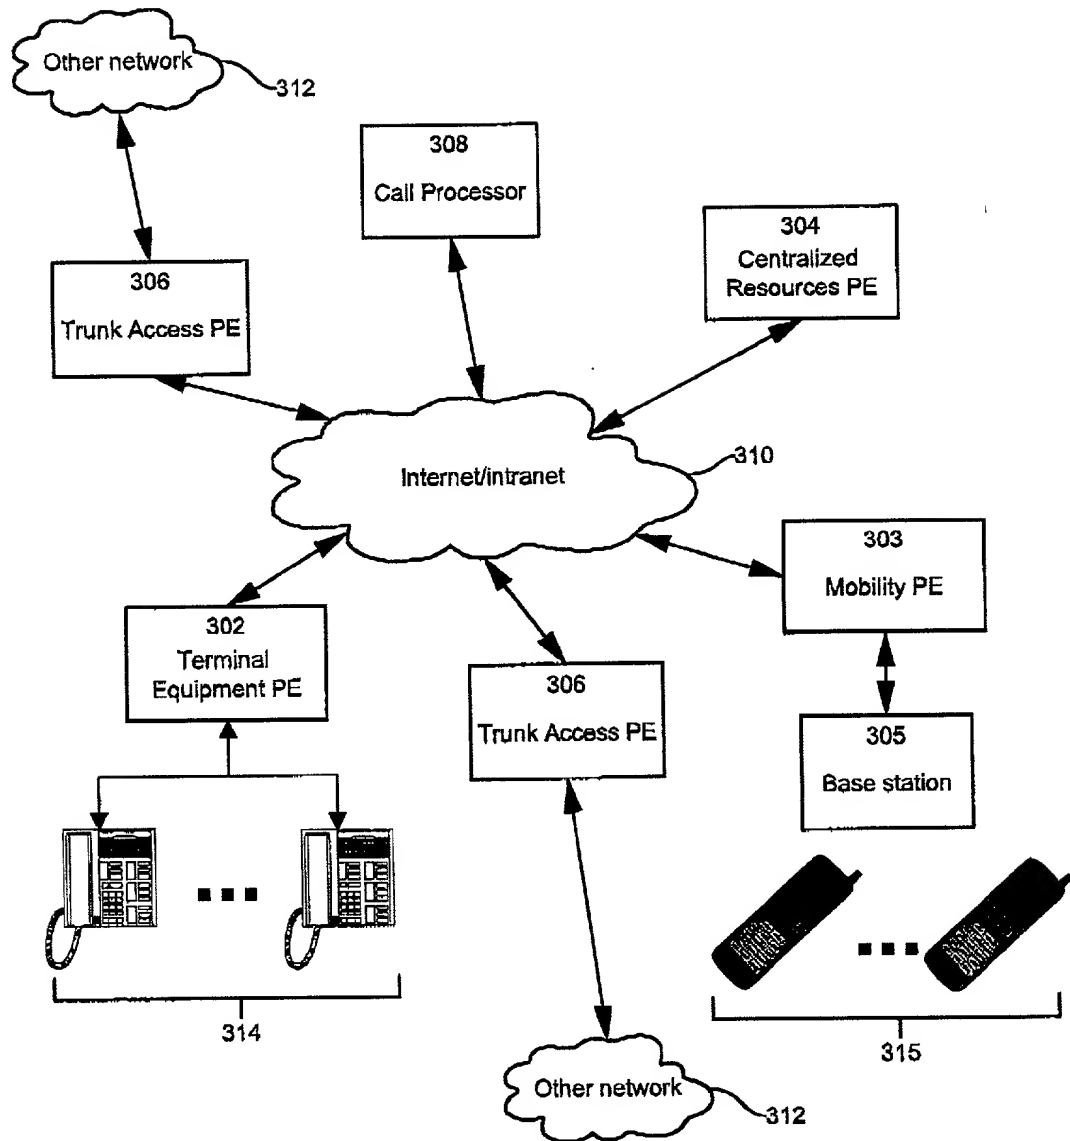 Other network
312
308
Call Processor
304
Centralized
Resources PE
306
Trunk Access PE
Internet/intranet
310
303
Mobility PE
302
Terminal
Equipment PE
306
Trunk Access PE
305
Base station
314
315
Other network
312